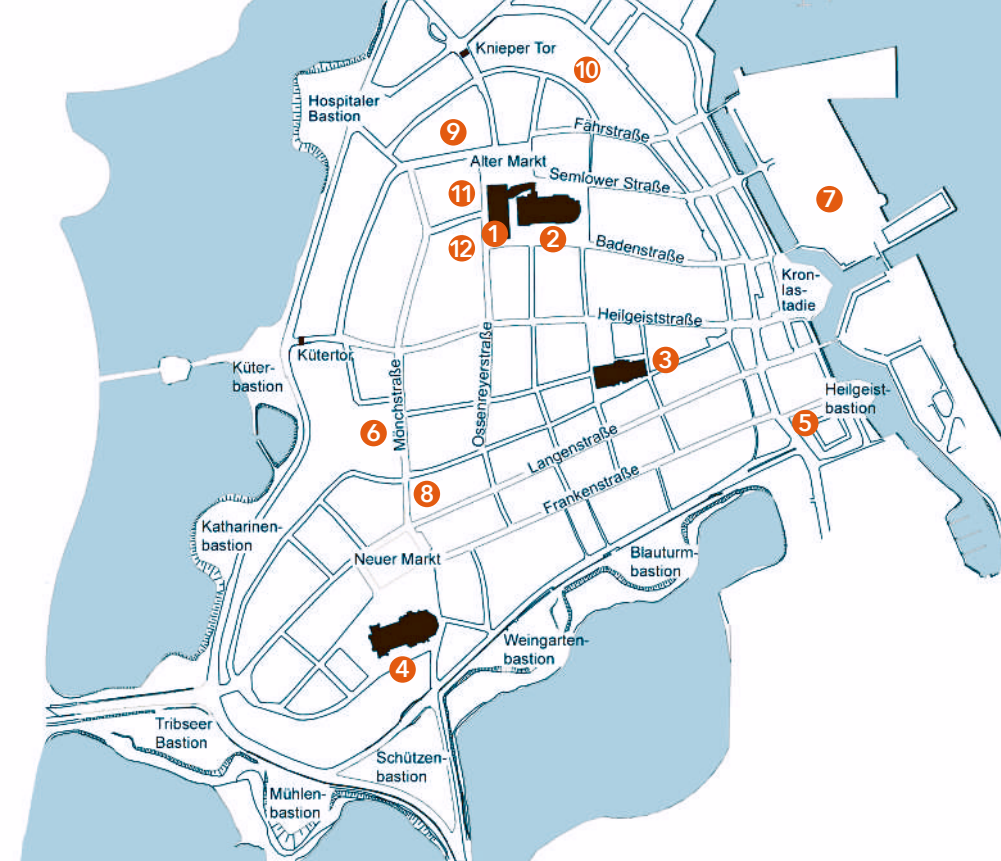 Knieper Tor
10
Hospitaler
Bastion
9
Fährstraße
Alter Markt
Semlower Straße
11
7
1
2
12
Badenstraße
Kron-
las-
tadie
Heilgeiststraße
Kütertor
Küter-
bastion
3
Mönchstraße
Ossenreyerstraße
Heilgeist-
bastion
5
6
Langenstraße
8
Frankenstraße
Katharinen-
bastion
Neuer Markt
Blauturm-
bastion
Weingarten-
bastion
4
Tribseer
Bastion
Schützen-
bastion
Mühlen-
bastion